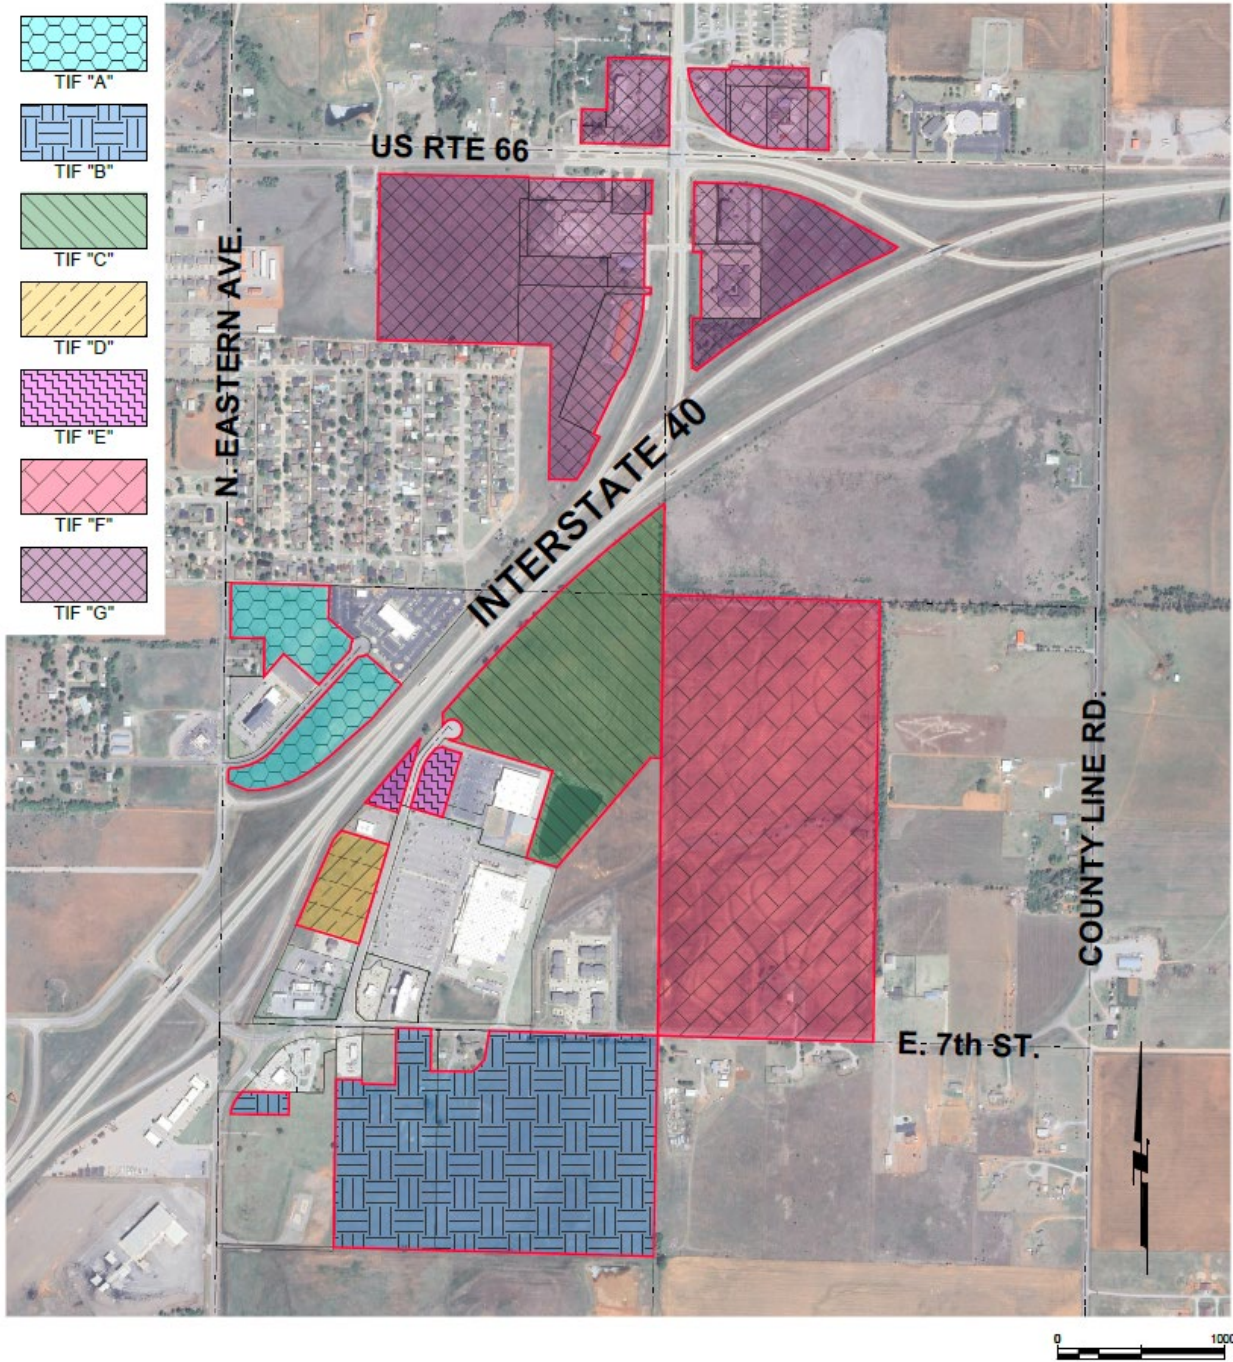 TIF "A"
TIF "B"
TIF "C"
TIF "D"
TIF "E"
TIF "F"
TIF "G"
US RTE 66
N. EASTERN AVE.
INTERSTATE 40
COUNTY LINE RD.
E. 7th ST.
N
0 1000